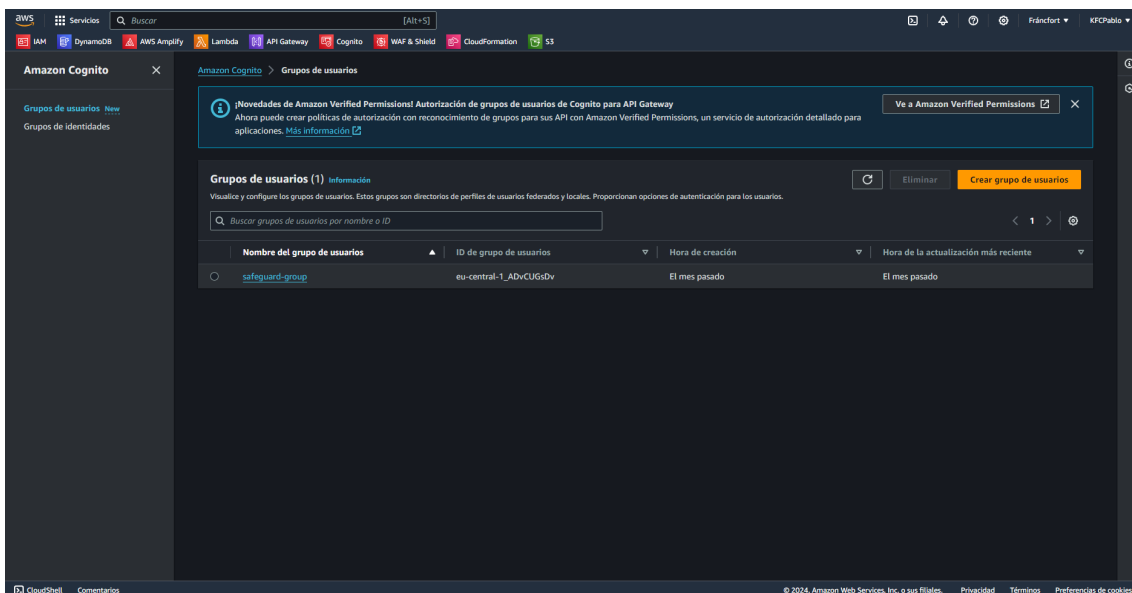 aws Servicios Buscar [Alt+S] Fráncfort KFCPablo
IAM DynamoDB AWS Amplify Lambda API Gateway Cognito WAF & Shield CloudFormation S3
Amazon Cognito
Grupos de usuarios New
Grupos de identidades
Amazon Cognito > Grupos de usuarios
¡Novedades de Amazon Verified Permissions! Autorización de grupos de usuarios de Cognito para API Gateway
Ahora puede crear políticas de autorización con reconocimiento de grupos para sus API con Amazon Verified Permissions, un servicio de autorización detallado para
aplicaciones. Más información
Ve a Amazon Verified Permissions
Grupos de usuarios (1) Información
Eliminar Crear grupo de usuarios
Visualice y configure los grupos de usuarios. Estos grupos son directorios de perfiles de usuarios federados y locales. Proporcionan opciones de autenticación para los usuarios.
Buscar grupos de usuarios por nombre o ID
< 1 >
Nombre del grupo de usuarios ID de grupo de usuarios Hora de creación Hora de la actualización más reciente
safeguard-group eu-central-1_ADvCUGsDv El mes pasado El mes pasado
CloudShell Comentarios © 2024, Amazon Web Services, Inc. o sus filiales. Privacidad Términos Preferencias de cookies